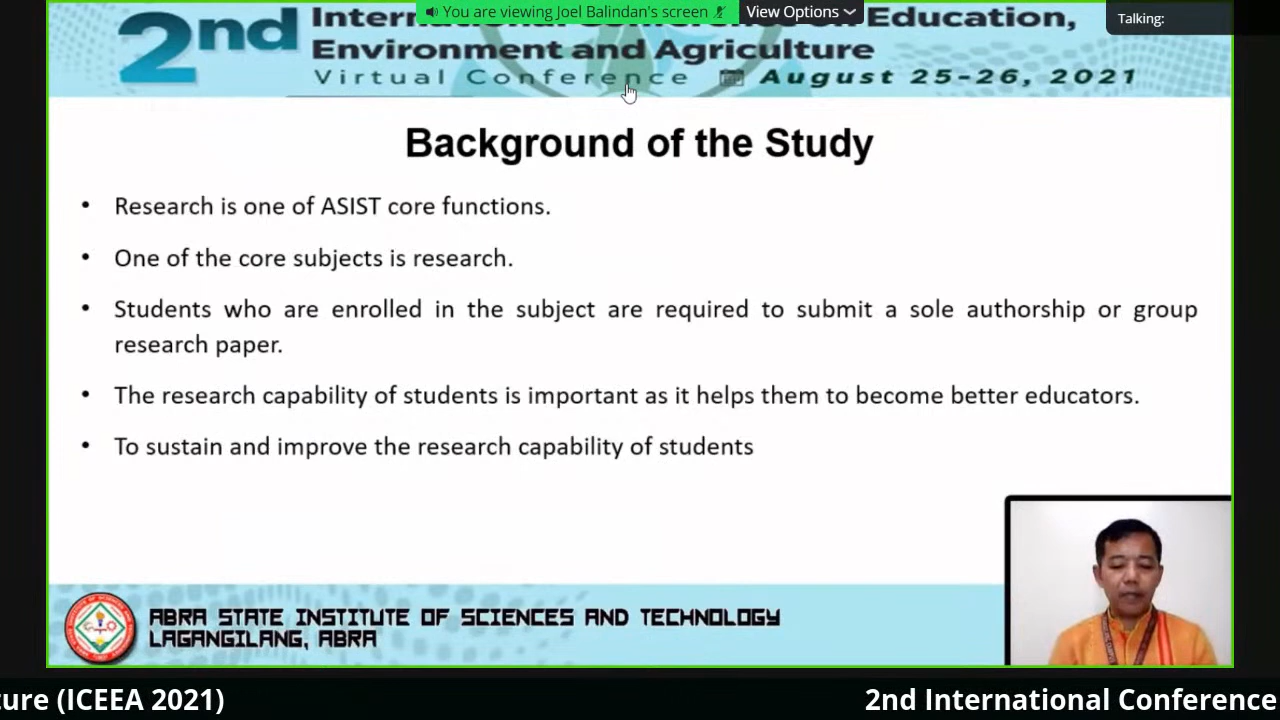 You are viewing Joel Balindan's screen
View Options
Talking:
2nd
Education,
Environment and Agriculture
Virtual Conference August 25-26, 2021
Background of the Study
• Research is one of ASIST core functions.
• One of the core subjects is research.
• Students who are enrolled in the subject are required to submit a sole authorship or group
research paper.
• The research capability of students is important as it helps them to become better educators.
• To sustain and improve the research capability of students
ABRA STATE INSTITUTE OF SCIENCES AND TECHNOLOGY
LAGANGILANG, ABRA
ture (ICEEA 2021)
2nd International Conference